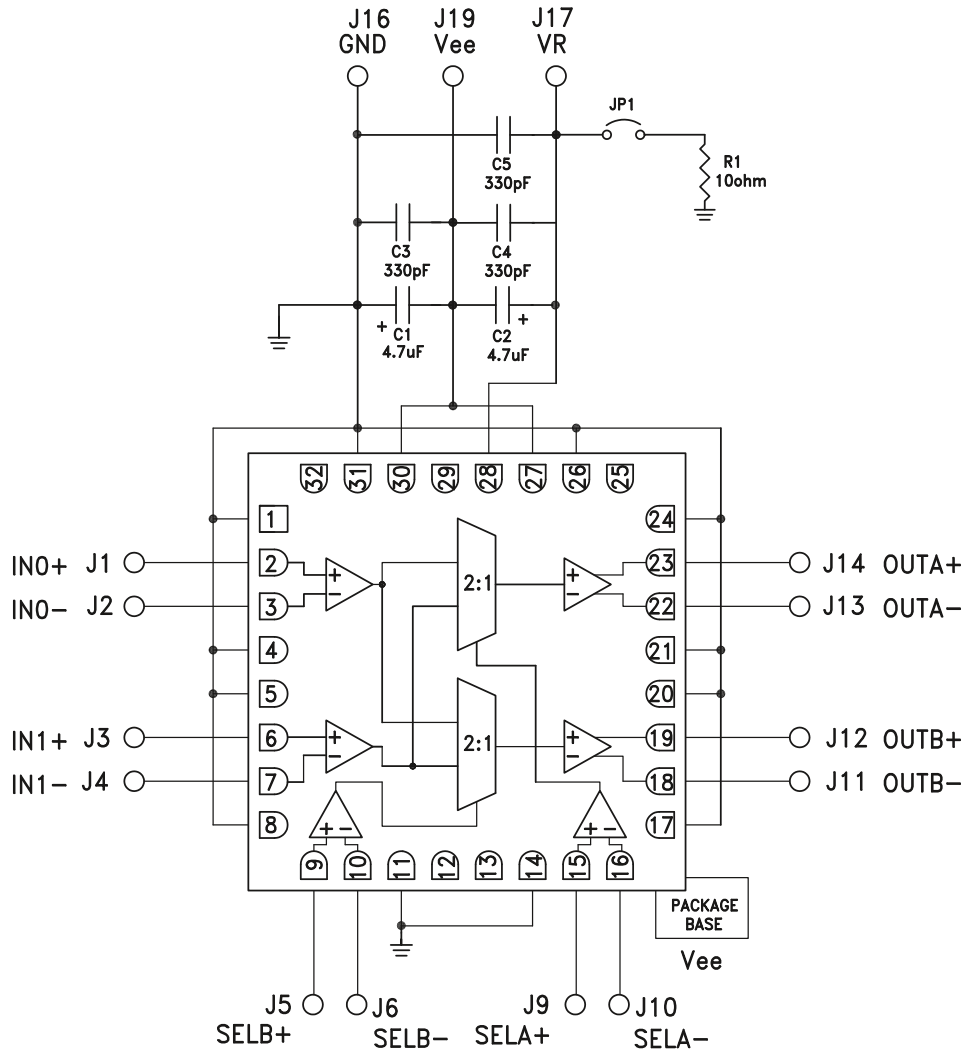 J16 J19 J17
GND Vee VR
JP1
R1
10ohm
C5
330pF
C3 C4
330pF 330pF
+ C1 C2 +
4.7uF 4.7uF
32 31 30 29 28 27 26 25
1 24
IN0+ J1 2 + 2:1 + 23 J14 OUTA+
IN0- J2 3 - - 22 J13 OUTA-
4 21
5 20
IN1+ J3 6 + 2:1 + 19 J12 OUTB+
IN1- J4 7 - - 18 J11 OUTB-
8 + - + - 17
9 10 11 12 13 14 15 16
PACKAGE
BASE
Vee
J5 J6 J9 J10
SELB+ SELB- SELA+ SELA-